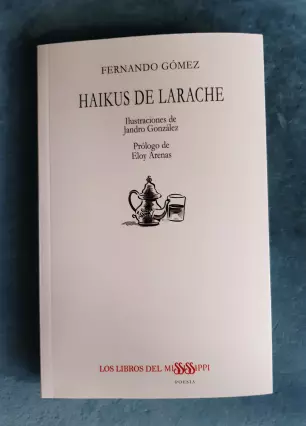 FERNANDO GÓMEZ
HAIKUS DE LARACHE
Ilustraciones de
Jandro González
Prólogo de
Eloy Arenas
LOS LIBROS DEL MISSISSIPPI
POESÍA